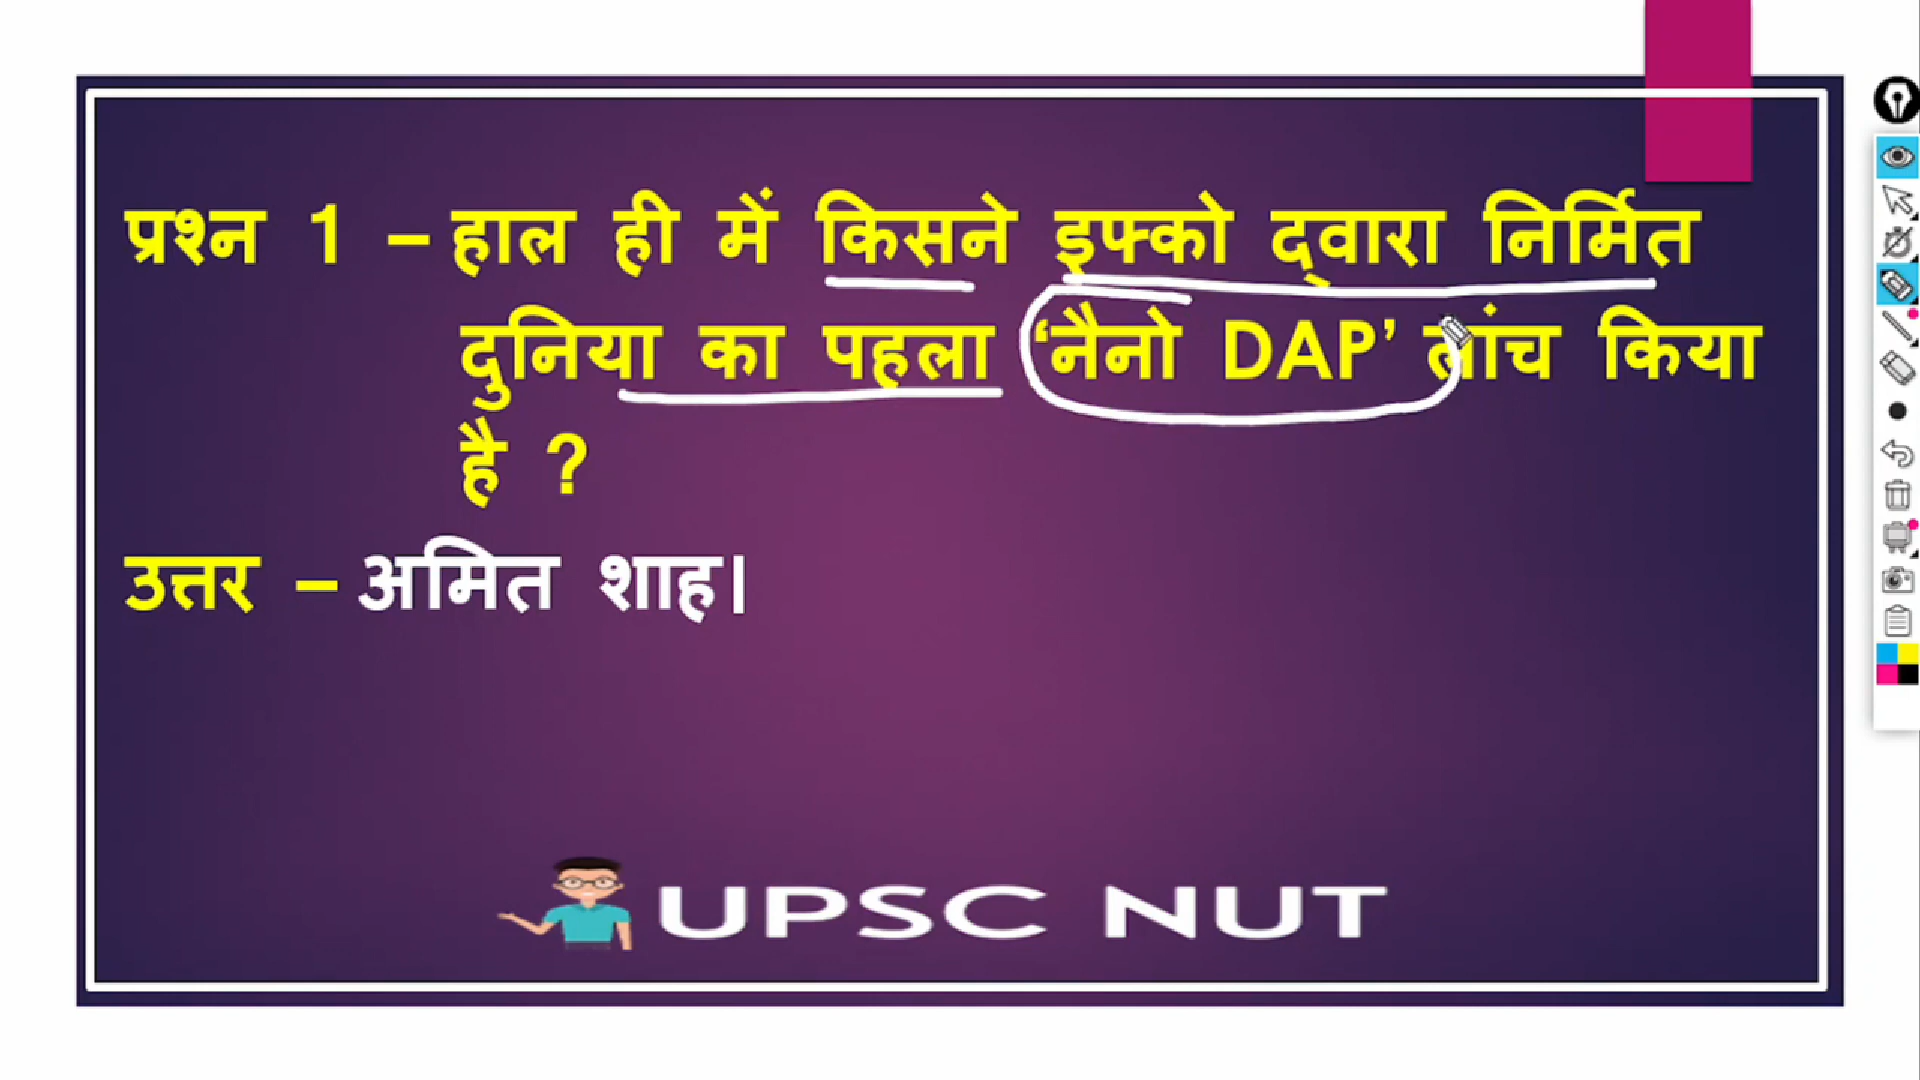 प्रश्न 1 – हाल ही में किसने इफ्को द्वारा निर्मित
दुनिया का पहला ‘नैनो DAP’ लांच किया
है ?
उत्तर – अमित शाह।
UPSC NUT